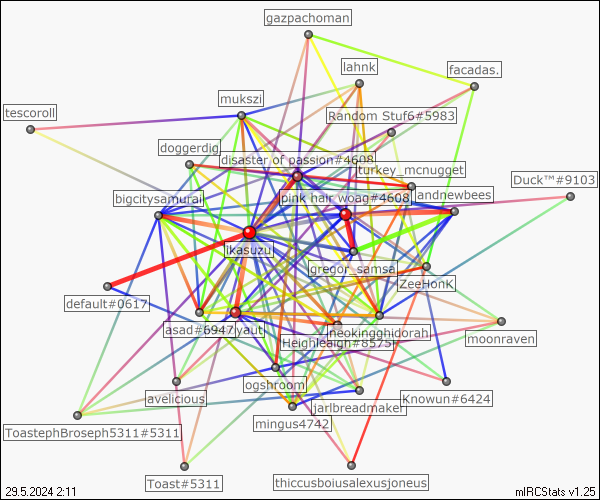 gazpachoman
lahnk
facadas.
mukszi
tescoroll
Random Stuf6#5983
doggerdig
disaster of passion#4608
turkey_mcnugget
Duck™#9103
bigcitysamurai
pink hair woag#4608
andnewbees
ikasuzu
gregor_samsa
ZeeHonk
default#0617
asad#6947
yaut
neokingghidorah
Heighleaigh#8575
moonraven
ogshroom
avelicious
jarlbreadmaker
Knowun#6424
mingus4742
ToastephBroseph5311#5311
Toast#5311
thiccusboiusalexusjoneus
29.5.2024 2:11
mIRCStats v1.25